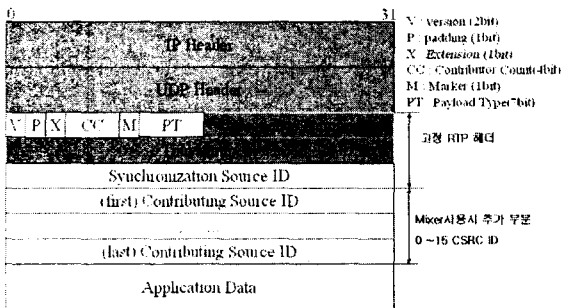 0 31
IP Header
UDP Header
V P X CC M PT
Synchronization Source ID
(first) Contributing Source ID
...
(last) Contributing Source ID
Application Data
V : version (2bit)
P : padding (1bit)
X : Extension (1bit)
CC : Contributor Count(4bit)
M : Marker (1bit)
PT : Payload Type(7bit)
고정 RTP 헤더
Mixer사용시 추가 부분
0 ~15 CSRC ID